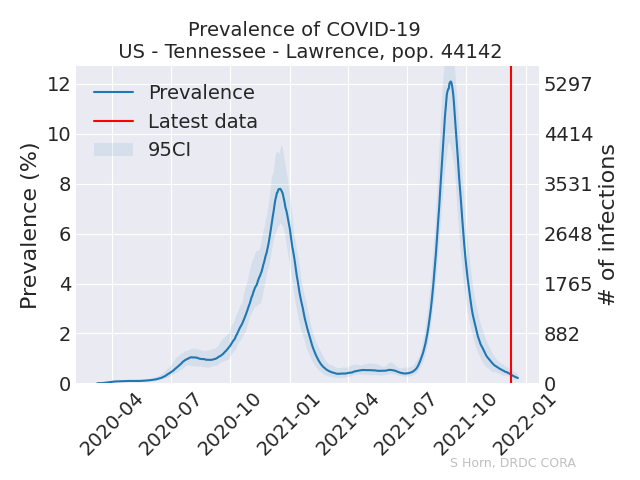 Prevalence of COVID-19
US - Tennessee - Lawrence, pop. 44142
Prevalence
Latest data
95CI
Prevalence (%)
12
10
8
6
4
2
0
5297
4414
3531
2648
1765
882
0
# of infections
2020-04
2020-07
2020-10
2021-01
2021-04
2021-07
2021-10
2022-01
S Horn, DRDC CORA